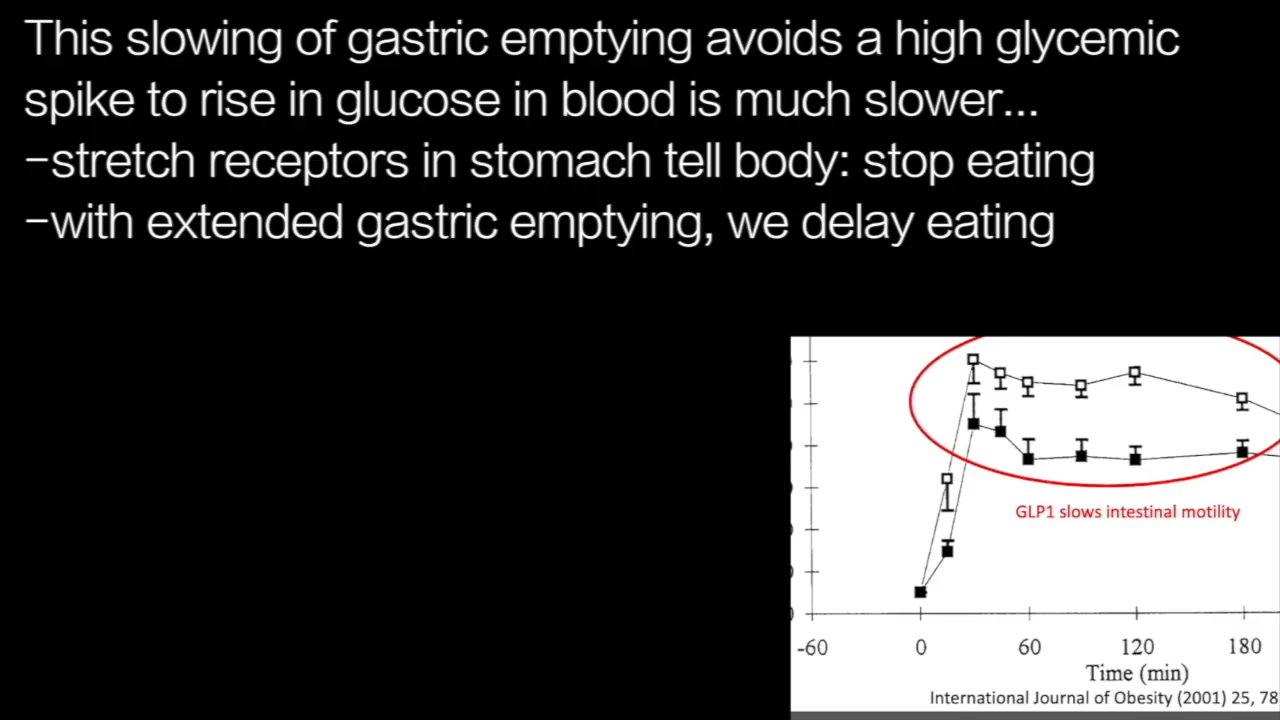 This slowing of gastric emptying avoids a high glycemic
spike to rise in glucose in blood is much slower...
-stretch receptors in stomach tell body: stop eating
-with extended gastric emptying, we delay eating
GLP1 slows intestinal motility
-60 0 60 120 180
Time (min)
International Journal of Obesity (2001) 25, 78